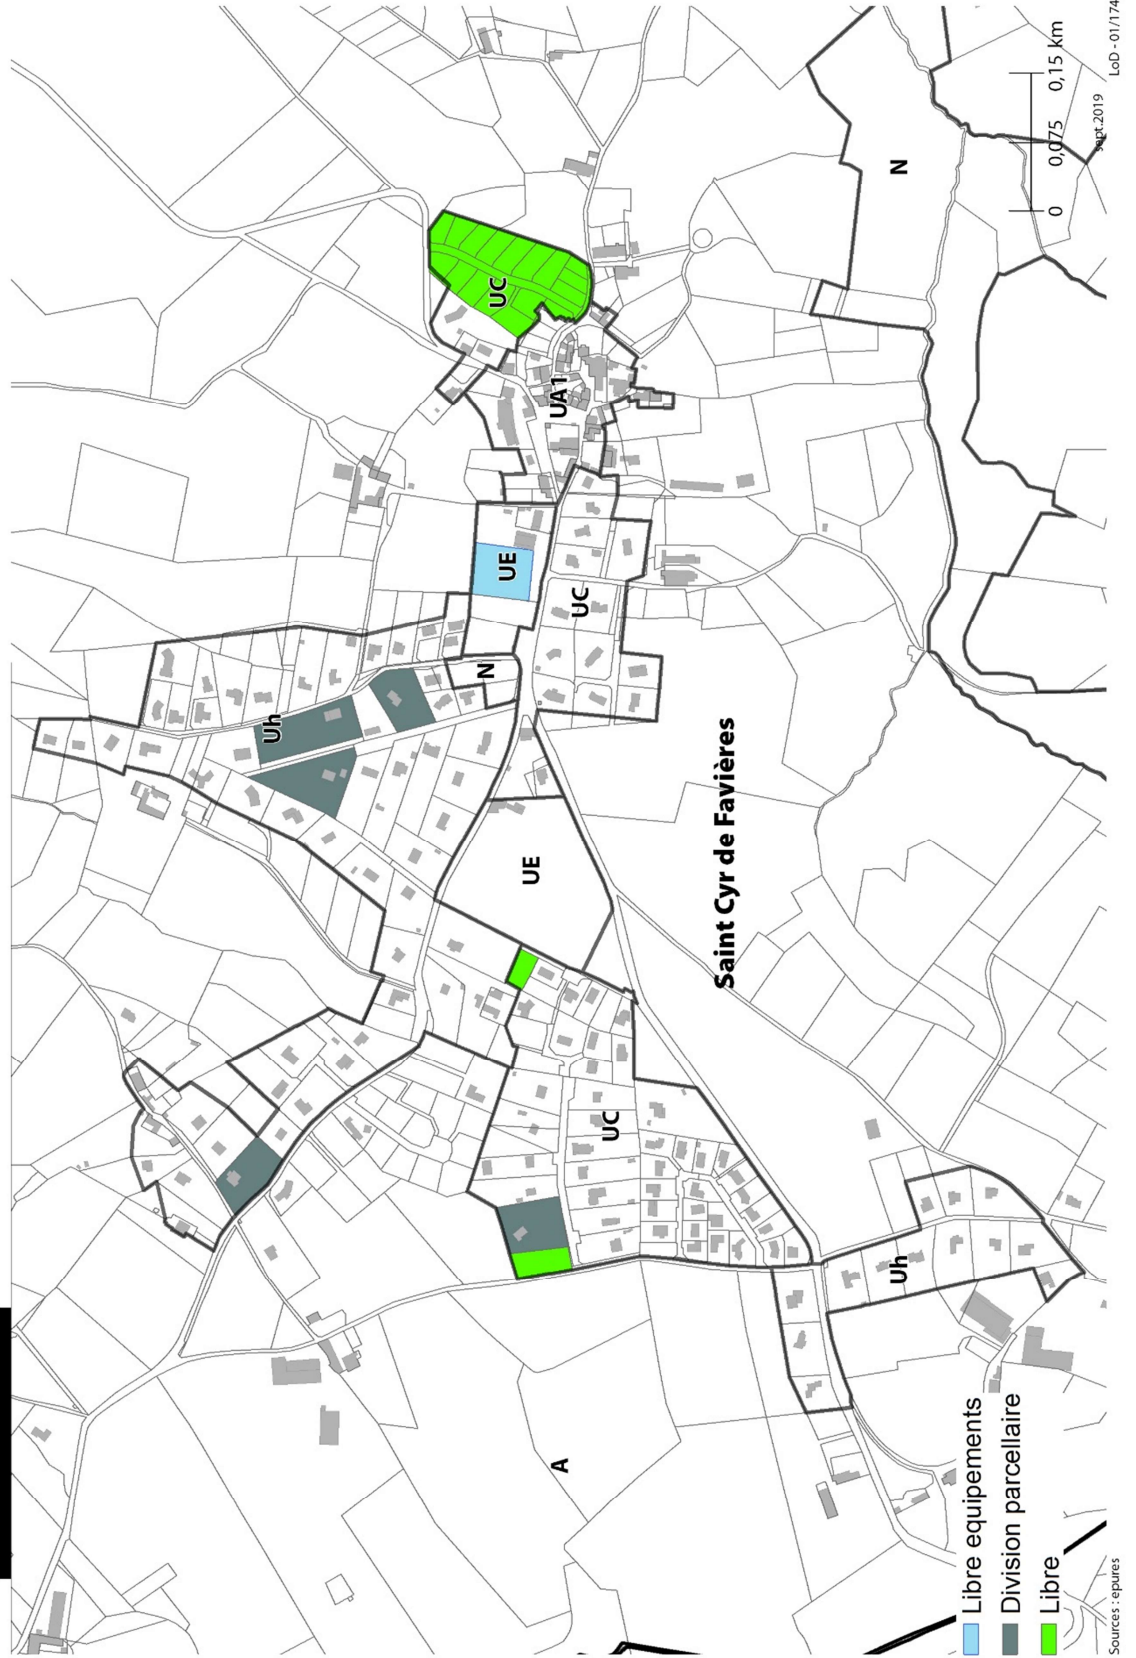 UC
UA1
UE
UC
N
Uh
UE
N
Saint Cyr de Favières
UC
Uh
A
Libre equipements
Division parcellaire
Libre
0 0,075 0,15 km
sept.2019
Sources : epures
LoD - 01/174